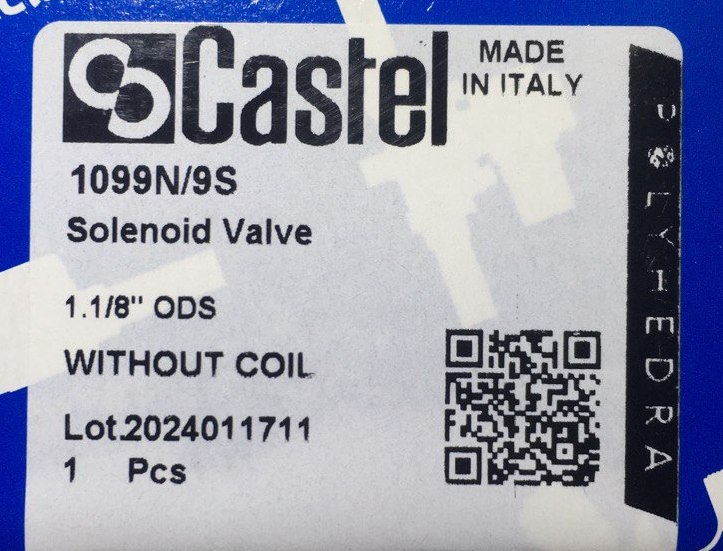 Castel
MADE
IN ITALY
1099N/9S
Solenoid Valve
1.1/8" ODS
WITHOUT COIL
Lot.2024011711
1 Pcs
POLYHEDRA